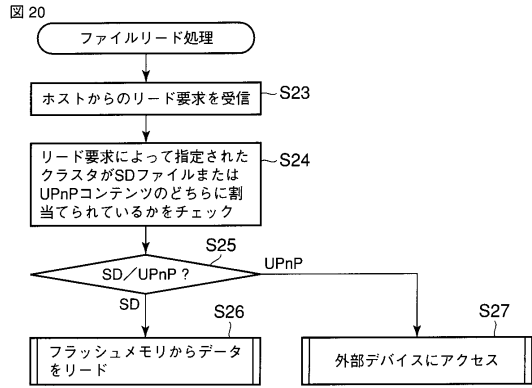 図 20
ファイルリード処理
ホストからのリード要求を受信
S23
リード要求によって指定された
クラスタがSDファイルまたは
UPnPコンテンツのどちらに割
当てられているかをチェック
S24
SD／UPnP ?
S25
UPnP
SD
フラッシュメモリからデータ
をリード
S26
外部デバイスにアクセス
S27